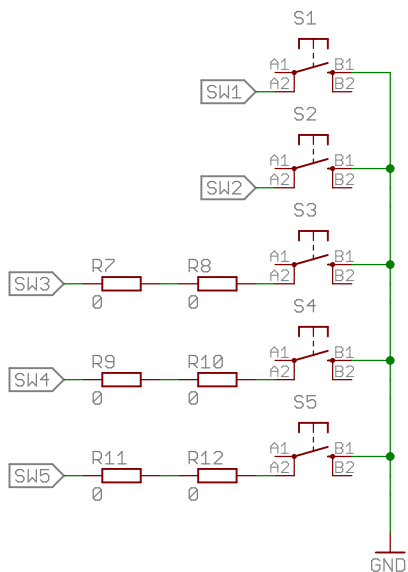 S1
A1 B1
A2 B2
SW1
S2
A1 B1
A2 B2
SW2
S3
A1 B1
R7 R8 A2 B2
SW3
0 0
S4
A1 B1
R9 R10 A2 B2
SW4
0 0
S5
A1 B1
R11 R12 A2 B2
SW5
0 0
GND